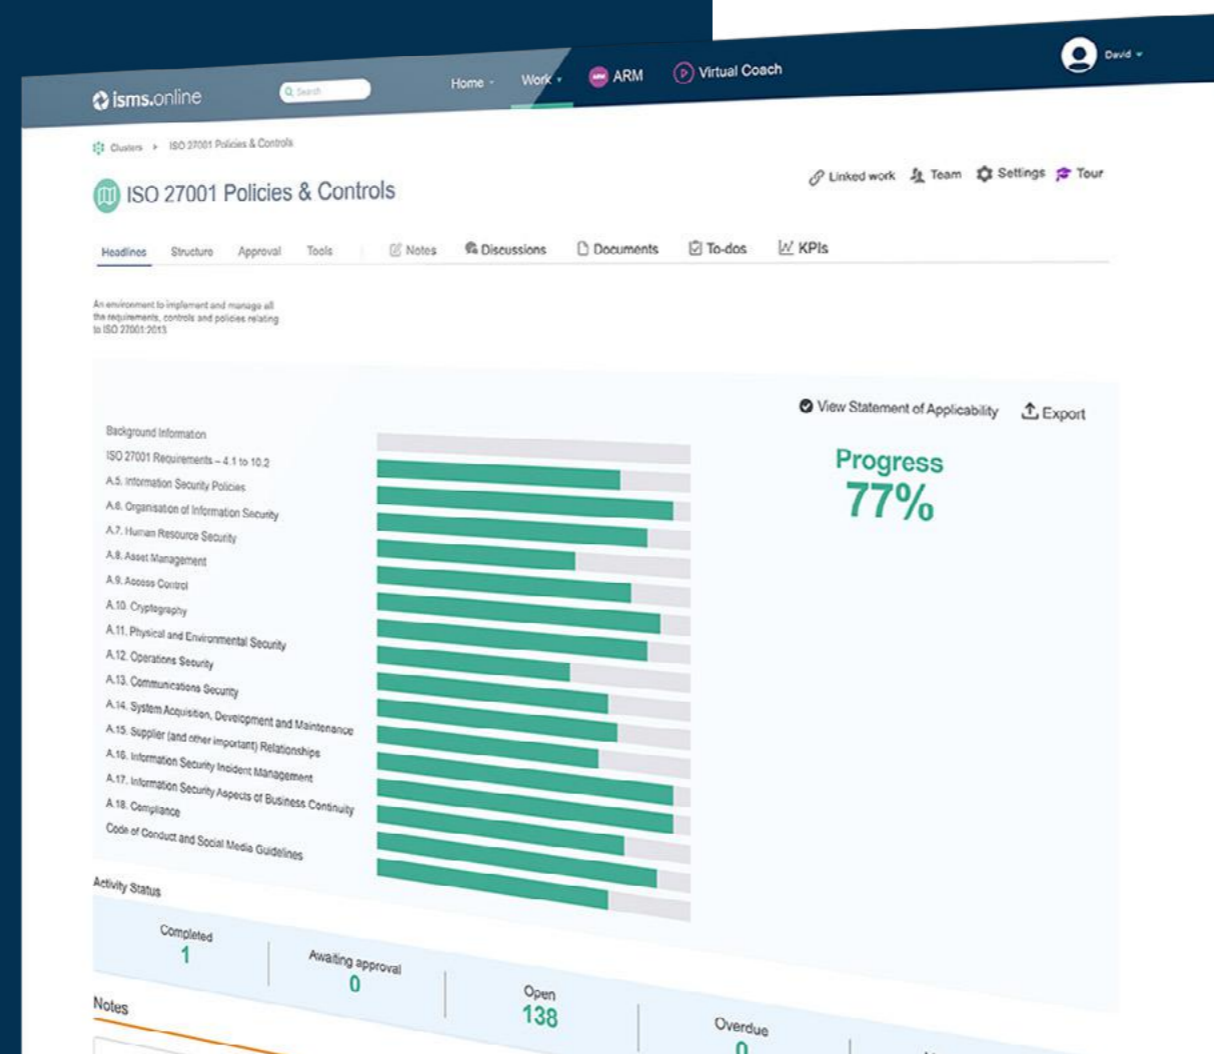 isms.online
Search
Home
Work
ARM
Virtual Coach
David
Clusters
ISO 27001 Policies & Controls
ISO 27001 Policies & Controls
Linked work
Team
Settings
Tour
Headlines
Structure
Approval
Tools
Notes
Discussions
Documents
To-dos
KPIs
An environment to implement and manage all
the requirements, controls and policies relating
to ISO 27001:2013
View Statement of Applicability
Export
Progress
77%
Background Information
ISO 27001 Requirements – 4.1 to 10.2
A.5. Information Security Policies
A.6. Organisation of Information Security
A.7. Human Resource Security
A.8. Asset Management
A.9. Access Control
A.10. Cryptography
A.11. Physical and Environmental Security
A.12. Operations Security
A.13. Communications Security
A.14. System Acquisition, Development and Maintenance
A.15. Supplier (and other important) Relationships
A.16. Information Security Incident Management
A.17. Information Security Aspects of Business Continuity
A.18. Compliance
Code of Conduct and Social Media Guidelines
Activity Status
Completed
1
Awaiting approval
0
Open
138
Overdue
0
Notes